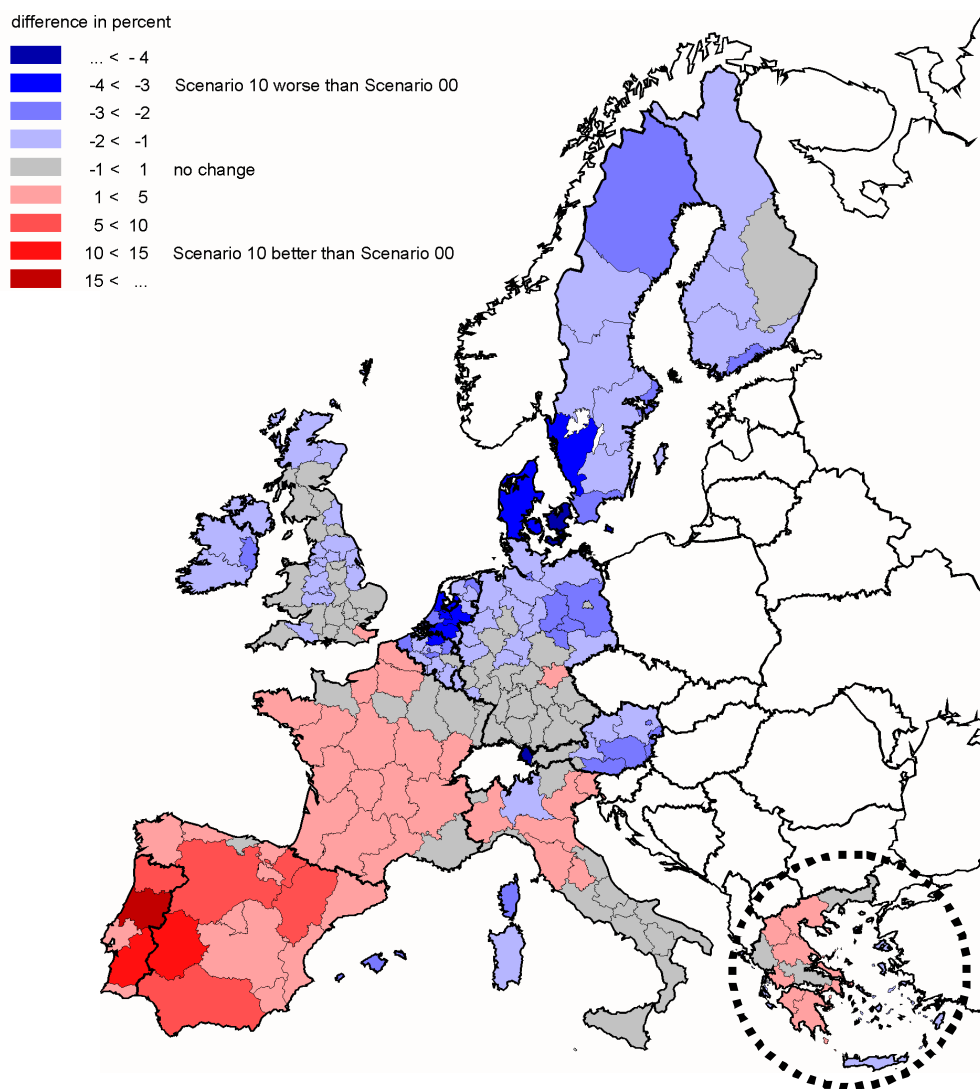 difference in percent
... < - 4
-4 < -3 Scenario 10 worse than Scenario 00
-3 < -2
-2 < -1
-1 < 1 no change
1 < 5
5 < 10
10 < 15 Scenario 10 better than Scenario 00
15 < ...